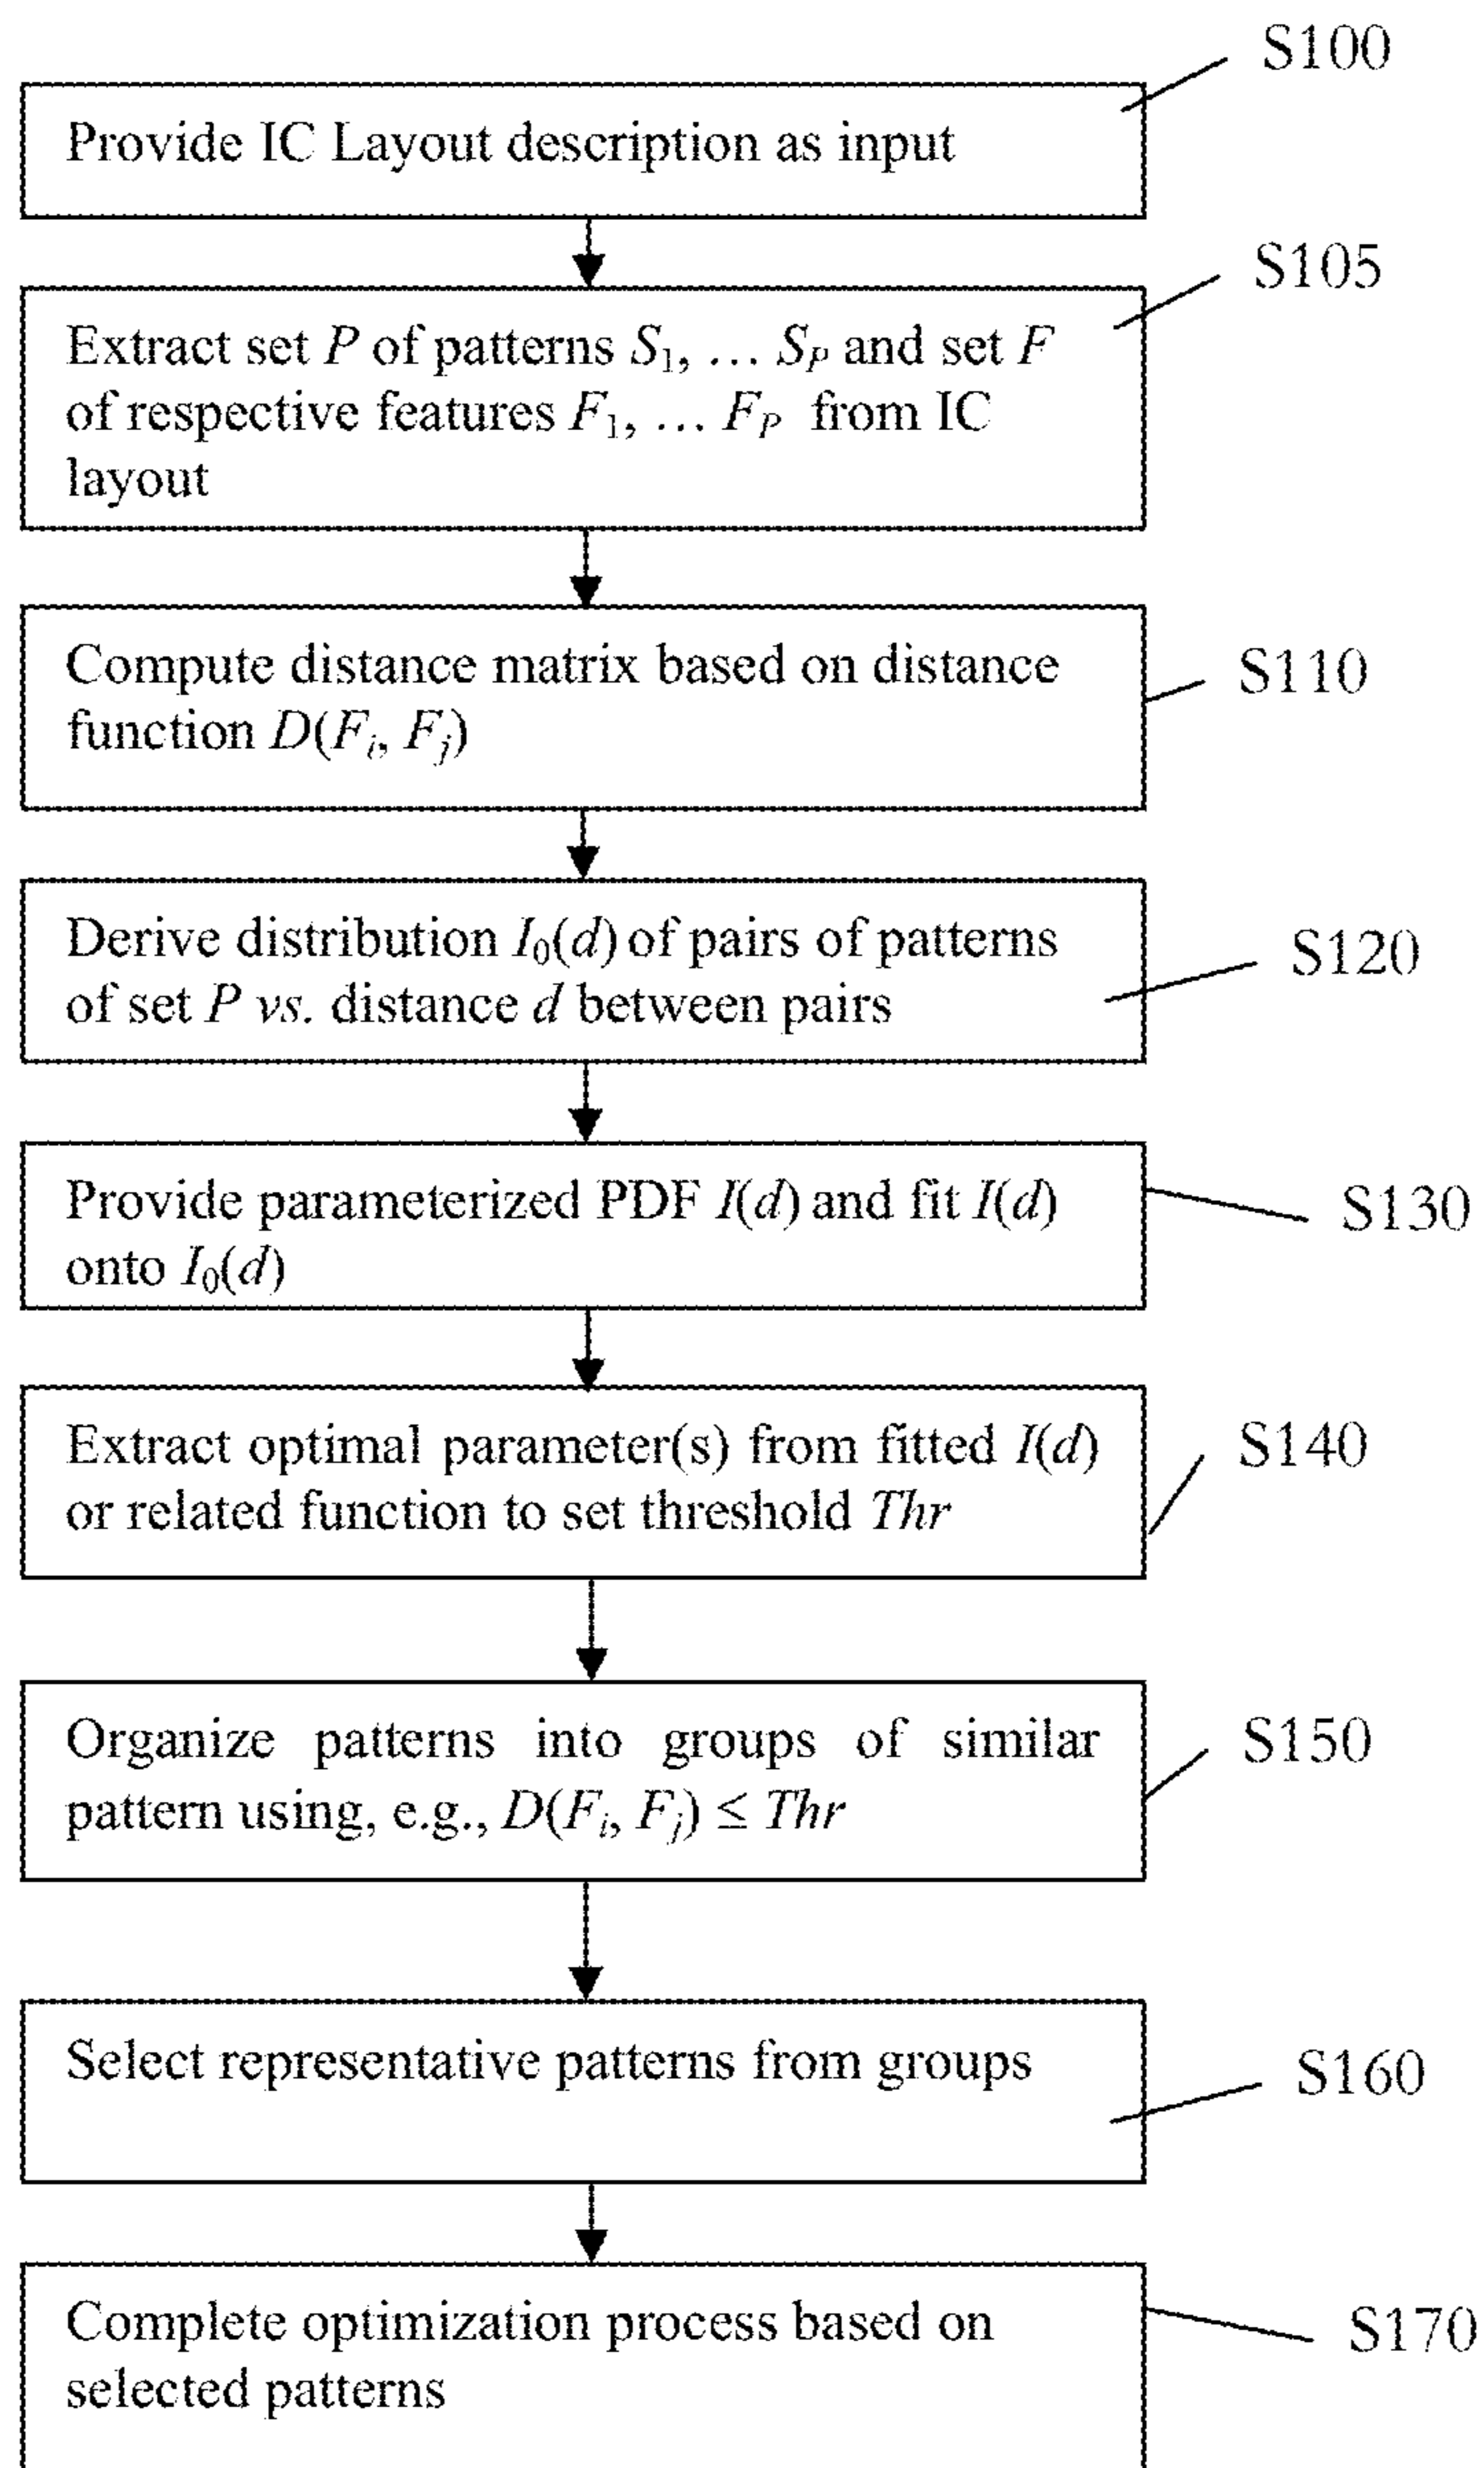 S100
Provide IC Layout description as input
S105
Extract set P of patterns S₁, … Sₚ and set F
of respective features F₁, … Fₚ from IC
layout
S110
Compute distance matrix based on distance
function D(Fᵢ, Fⱼ)
S120
Derive distribution I₀(d) of pairs of patterns
of set P vs. distance d between pairs
S130
Provide parameterized PDF I(d) and fit I(d)
onto I₀(d)
S140
Extract optimal parameter(s) from fitted I(d)
or related function to set threshold Thr
S150
Organize patterns into groups of similar
pattern using, e.g., D(Fᵢ, Fⱼ) ≤ Thr
S160
Select representative patterns from groups
S170
Complete optimization process based on
selected patterns